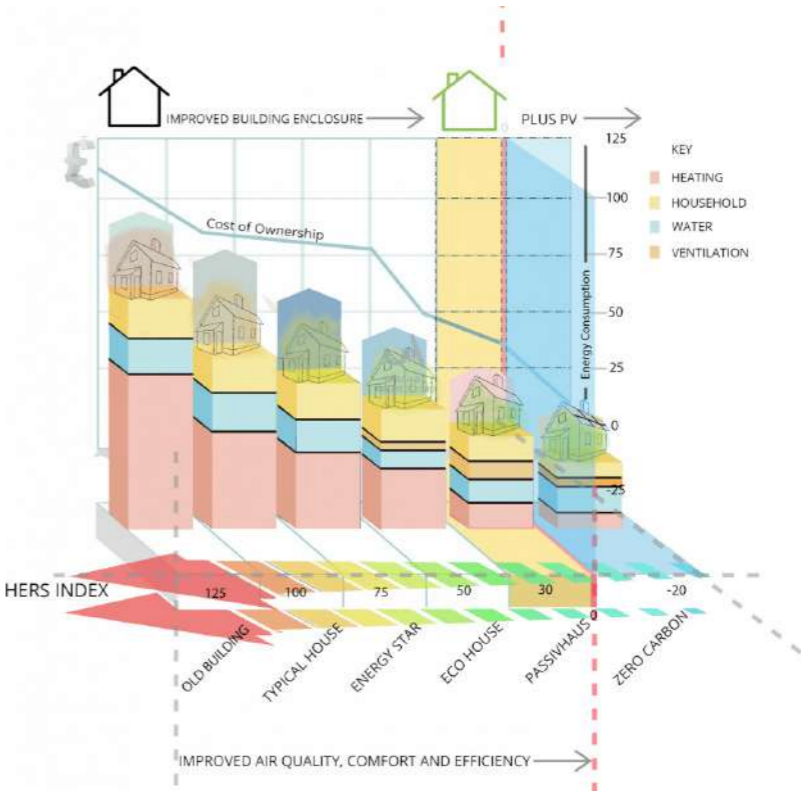 IMPROVED BUILDING ENCLOSURE
PLUS PV
£
125
KEY
HEATING
100
HOUSEHOLD
WATER
75
VENTILATION
Cost of Ownership
50
25
Energy Consumption
0
-25
HERS INDEX
125
100
75
50
30
-20
0
OLD BUILDING
TYPICAL HOUSE
ENERGY STAR
ECO HOUSE
PASSIVHAUS
ZERO CARBON
IMPROVED AIR QUALITY, COMFORT AND EFFICIENCY